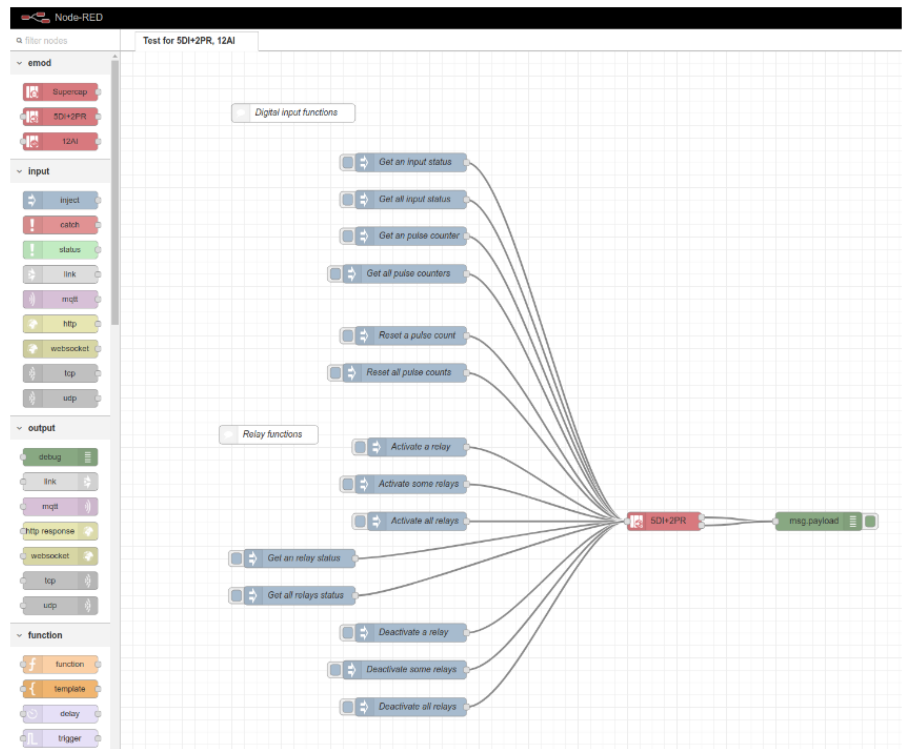 Node-RED
filter nodes
Test for 5DI+2PR, 12AI
emod
Supercap
5DI+2PR
12AI
input
inject
catch
status
link
mqtt
http
websocket
tcp
udp
output
debug
link
mqtt
http response
websocket
tcp
udp
function
function
template
delay
trigger
Digital input functions
Get an input status
Get all input status
Get an pulse counter
Get all pulse counters
Reset a pulse count
Reset all pulse counts
Relay functions
Activate a relay
Activate some relays
Activate all relays
Get an relay status
Get all relays status
Deactivate a relay
Deactivate some relays
Deactivate all relays
5DI+2PR
msg.payload